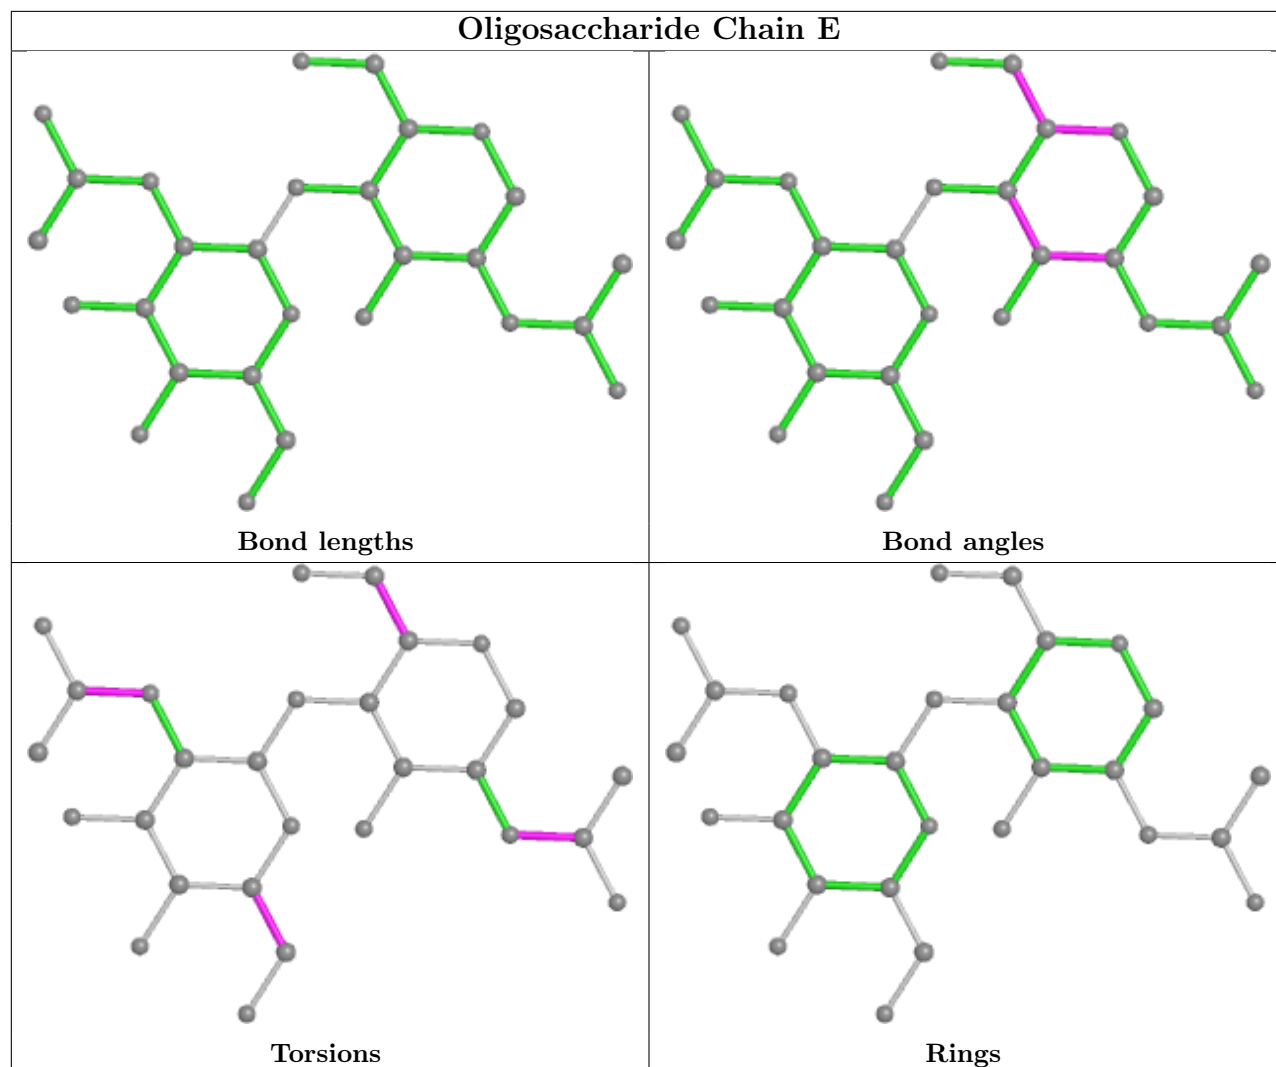 Oligosaccharide Chain E
Bond lengths
Bond angles
Torsions
Rings